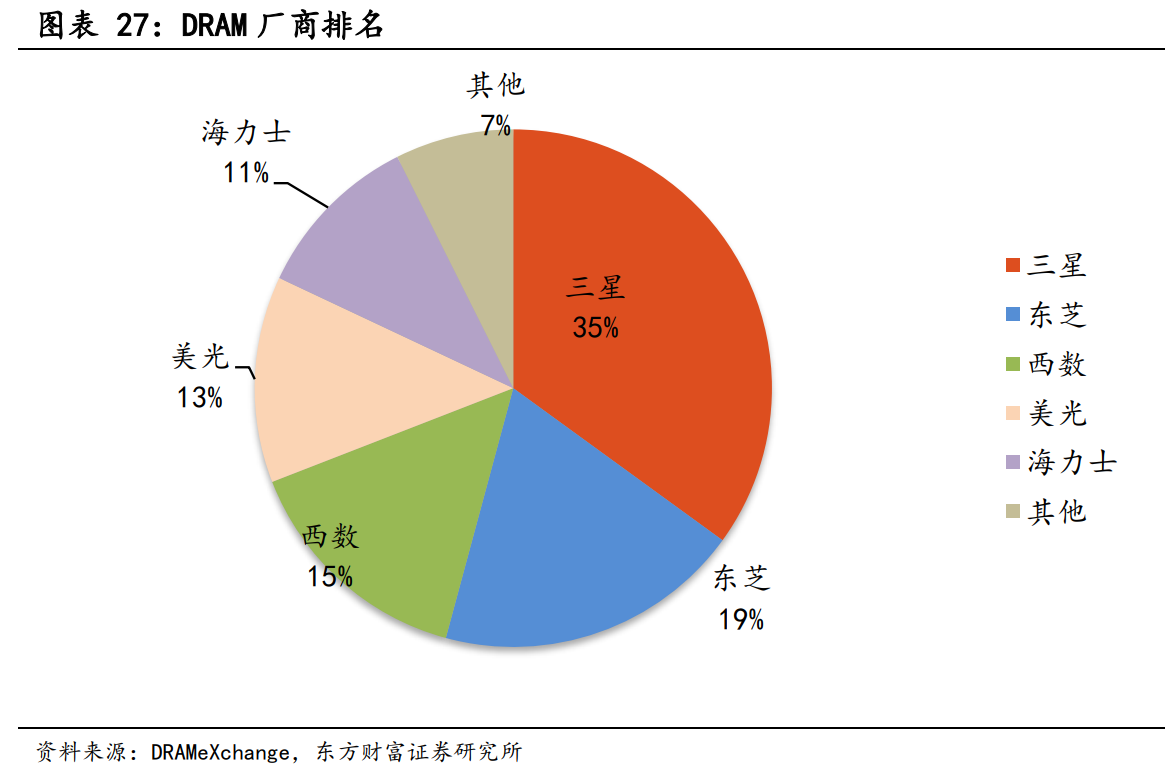 图表 27：DRAM 厂商排名
其他
7%
海力士
11%
三星
35%
美光
13%
西数
15%
东芝
19%
三星
东芝
西数
美光
海力士
其他
资料来源：DRAMeXchange，东方财富证券研究所